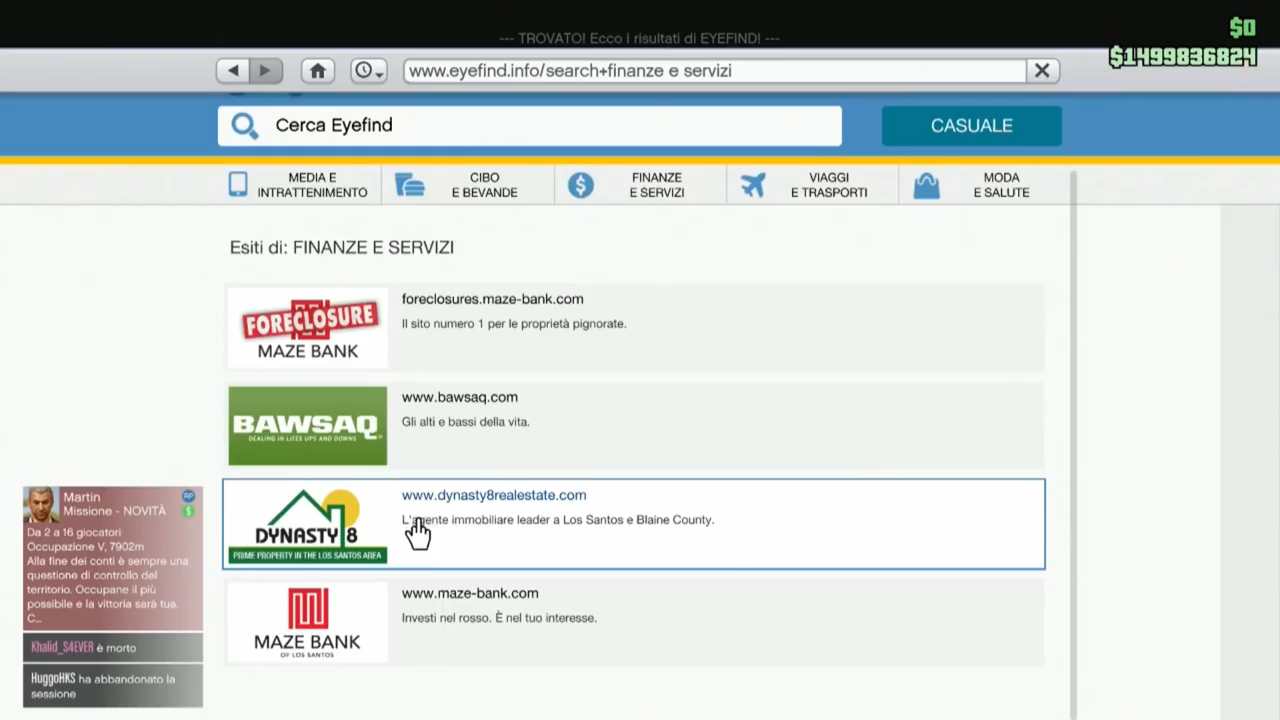 --- TROVATO! Ecco i risultati di EYEFIND! ---
$0
$1499836824
www.eyefind.info/search+finanze e servizi
Cerca Eyefind
CASUALE
MEDIA E
INTRATTENIMENTO
CIBO
E BEVANDE
FINANZE
E SERVIZI
VIAGGI
E TRASPORTI
MODA
E SALUTE
Esiti di: FINANZE E SERVIZI
FORECLOSURE
MAZE BANK
foreclosures.maze-bank.com
Il sito numero 1 per le proprietà pignorate.
BAWSAQ
DEALING IN LIFES UPS AND DOWNS
www.bawsaq.com
Gli alti e bassi della vita.
DYNASTY 8
PRIME PROPERTY IN THE LOS SANTOS AREA
www.dynasty8realestate.com
L'agente immobiliare leader a Los Santos e Blaine County.
MAZE BANK
OF LOS SANTOS
www.maze-bank.com
Investi nel rosso. È nel tuo interesse.
Martin
Missione - NOVITÀ
RP
$
Da 2 a 16 giocatori
Occupazione V, 7902m
Alla fine dei conti è sempre una
questione di controllo del
territorio. Occupane il più
possibile e la vittoria sarà tua.
C...
Khalid_S4EVER è morto
HuggoHKS ha abbandonato la
sessione